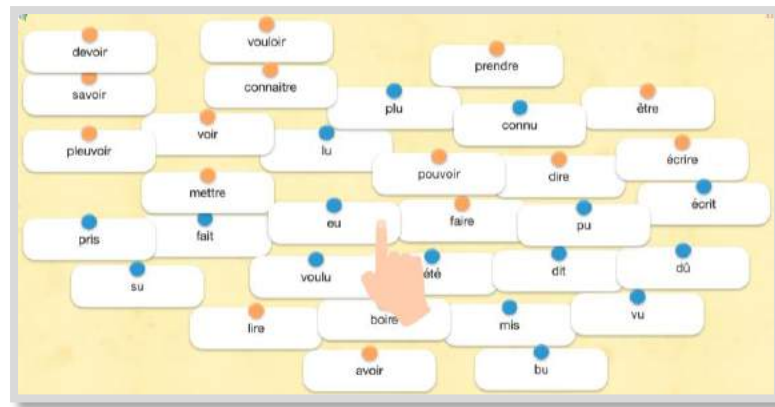 devoir
vouloir
prendre
savoir
connaitre
plu
connu
être
pleuvoir
voir
lu
pouvoir
dire
écrire
mettre
écrit
pris
fait
eu
faire
pu
su
voulu
été
dit
dû
lire
boire
mis
vu
avoir
bu